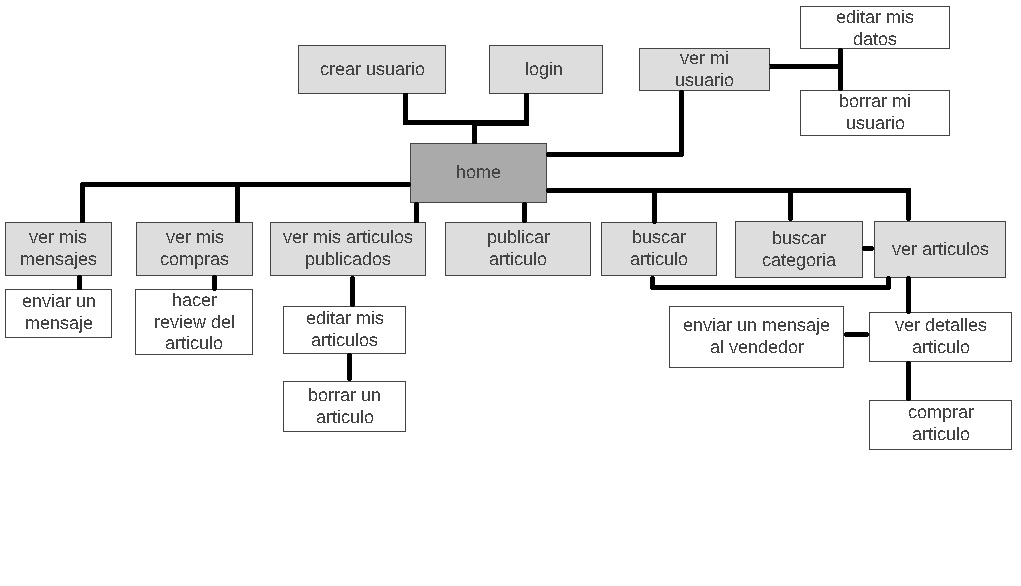 editar mis
datos
crear usuario
login
ver mi
usuario
borrar mi
usuario
home
ver mis
mensajes
ver mis
compras
ver mis articulos
publicados
publicar
articulo
buscar
articulo
buscar
categoria
ver articulos
enviar un
mensaje
hacer
review del
articulo
editar mis
articulos
enviar un mensaje
al vendedor
ver detalles
articulo
borrar un
articulo
comprar
articulo